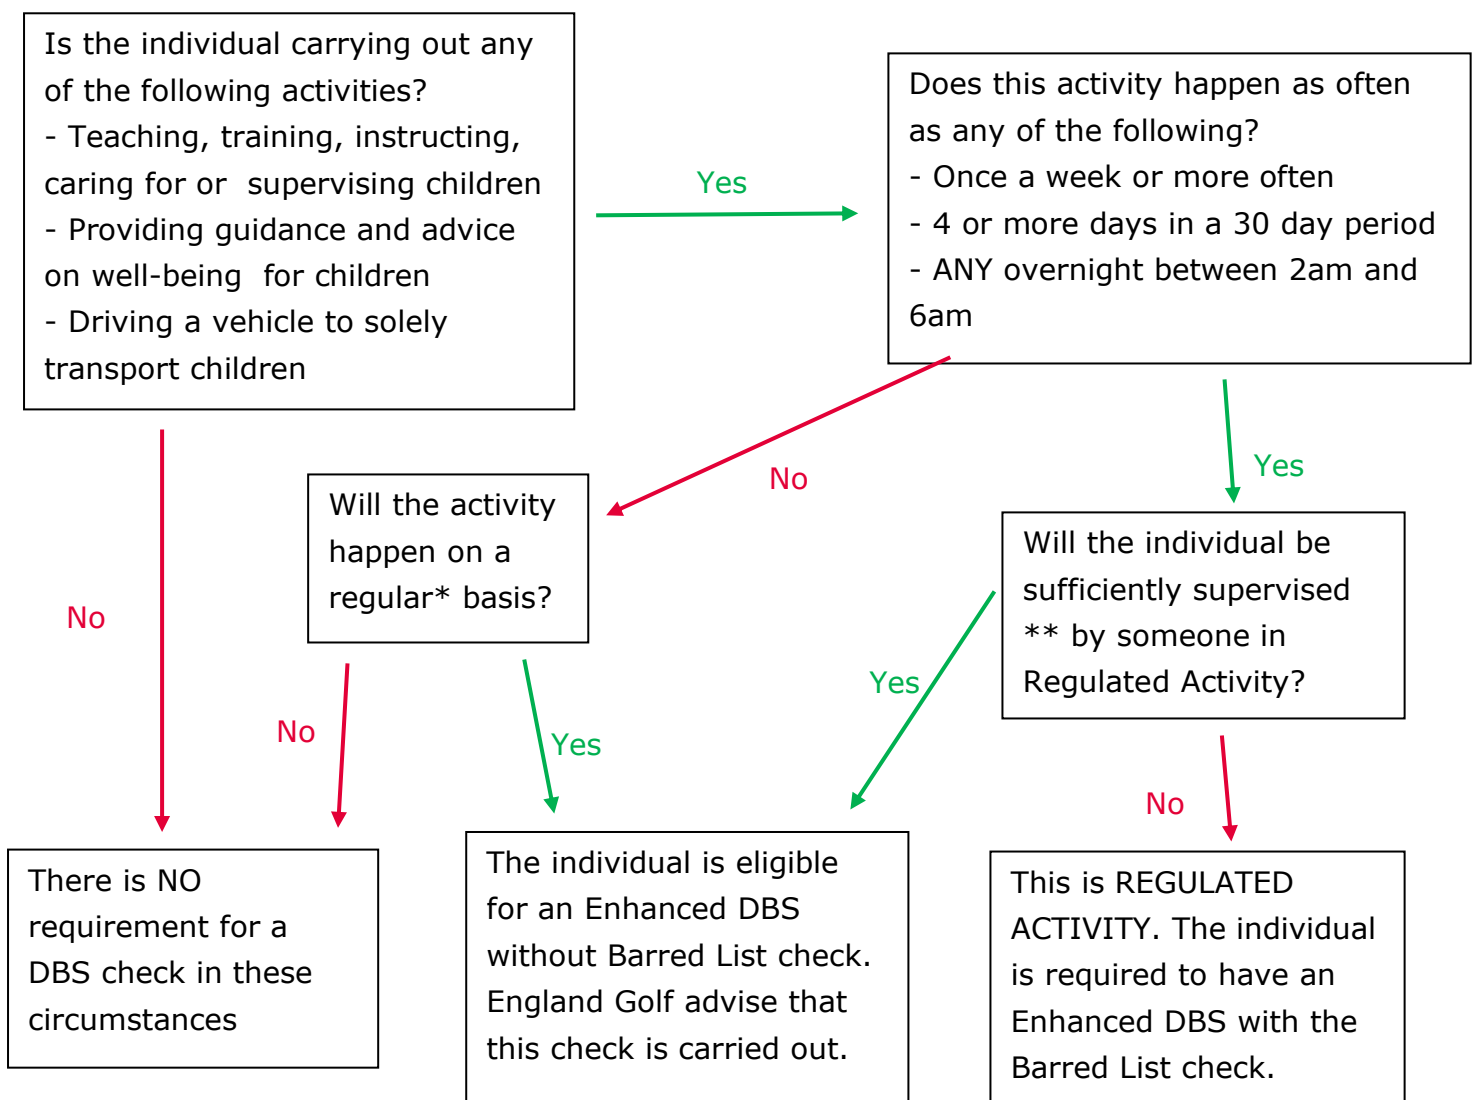 Is the individual carrying out any
of the following activities?
- Teaching, training, instructing,
caring for or  supervising children
- Providing guidance and advice
on well-being  for children
- Driving a vehicle to solely
transport children
Yes
Does this activity happen as often
as any of the following?
- Once a week or more often
- 4 or more days in a 30 day period
- ANY overnight between 2am and
6am
No
Will the activity
happen on a
regular* basis?
No
Yes
Will the individual be
sufficiently supervised
** by someone in
Regulated Activity?
No
Yes
Yes
No
There is NO
requirement for a
DBS check in these
circumstances
The individual is eligible
for an Enhanced DBS
without Barred List check.
England Golf advise that
this check is carried out.
This is REGULATED
ACTIVITY. The individual
is required to have an
Enhanced DBS with the
Barred List check.